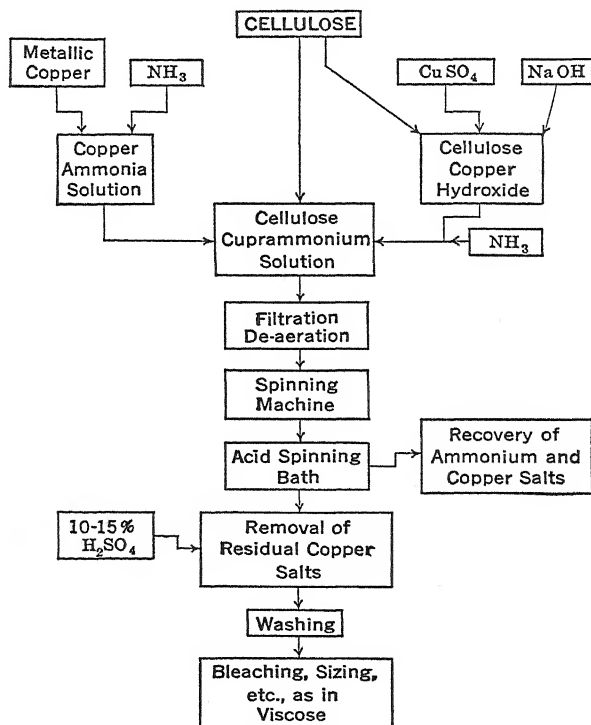 CELLULOSE
Metallic
Copper
NH₃
CuSO₄
NaOH
Copper
Ammonia
Solution
Cellulose
Copper
Hydroxide
Cellulose
Cuprammonium
Solution
NH₃
Filtration
De-aeration
Spinning
Machine
Acid Spinning
Bath
Recovery of
Ammonium and
Copper Salts
10-15%
H₂SO₄
Removal of
Residual Copper
Salts
Washing
Bleaching, Sizing,
etc., as in
Viscose